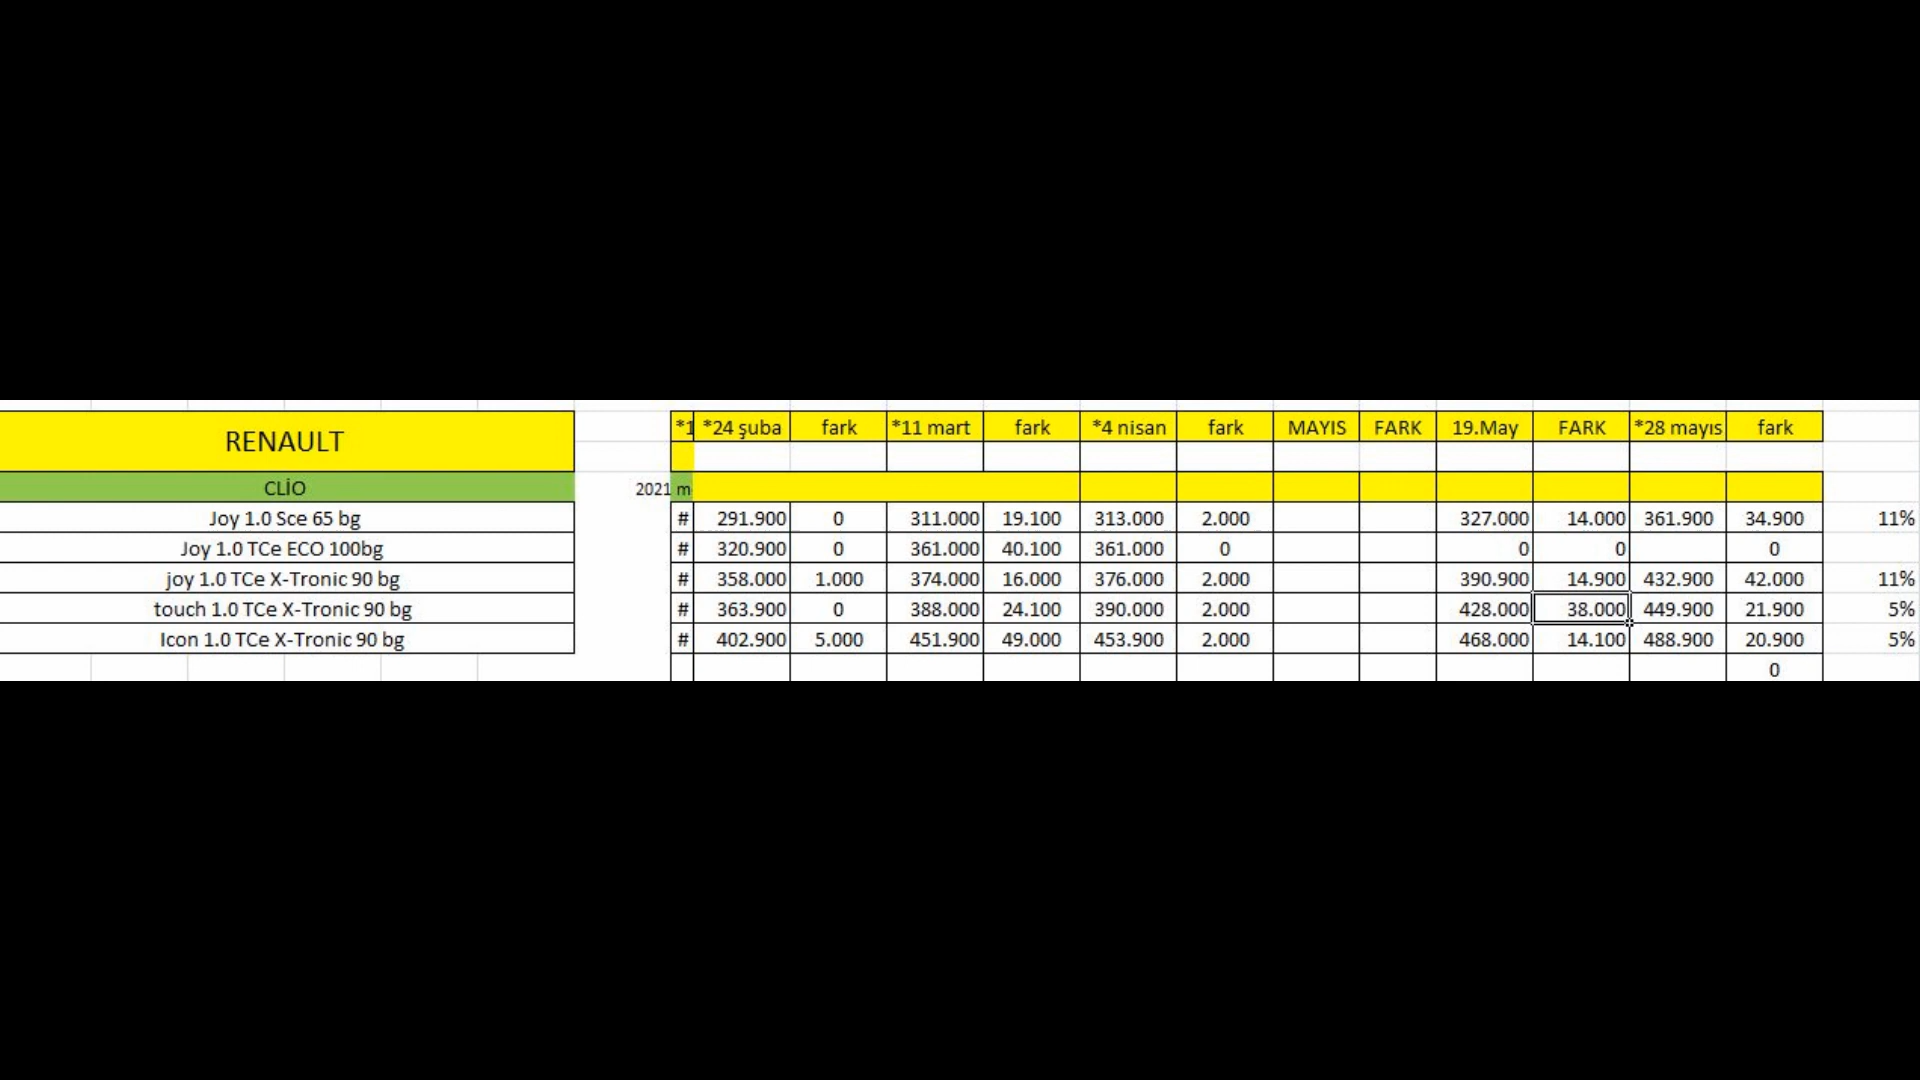 RENAULT *1 *24 şuba fark *11 mart fark *4 nisan fark MAYIS FARK 19.May FARK *28 mayıs fark
CLİO 2021 m
Joy 1.0 Sce 65 bg # 291.900 0 311.000 19.100 313.000 2.000 327.000 14.000 361.900 34.900 11%
Joy 1.0 TCe ECO 100bg # 320.900 0 361.000 40.100 361.000 0 0 0 0
joy 1.0 TCe X-Tronic 90 bg # 358.000 1.000 374.000 16.000 376.000 2.000 390.900 14.900 432.900 42.000 11%
touch 1.0 TCe X-Tronic 90 bg # 363.900 0 388.000 24.100 390.000 2.000 428.000 38.000 449.900 21.900 5%
Icon 1.0 TCe X-Tronic 90 bg # 402.900 5.000 451.900 49.000 453.900 2.000 468.000 14.100 488.900 20.900 5%
0